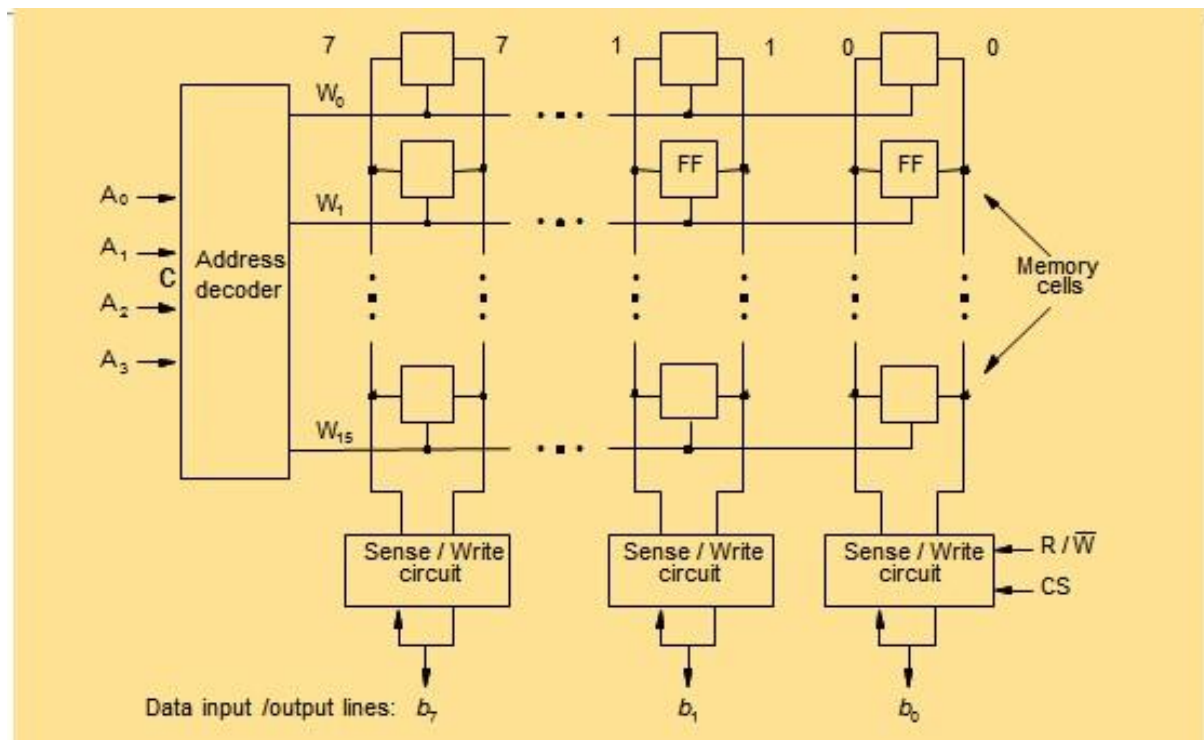 7 7 1 1 0 0
W₀
FF FF
A₀
W₁
A₁
C
Address
decoder
Memory
cells
A₂
A₃
W₁₅
Sense / Write
circuit
Sense / Write
circuit
Sense / Write
circuit
R / W̅
CS
Data input /output lines: b₇ b₁ b₀